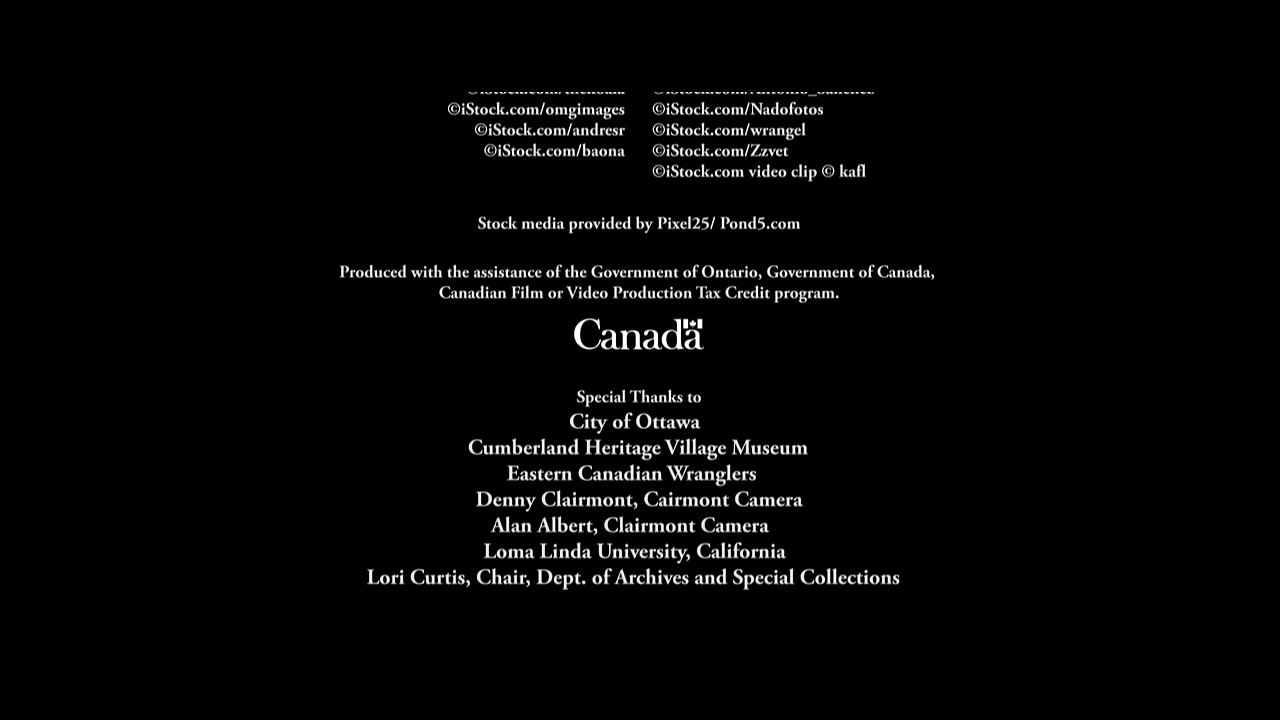 ©iStock.com/omgimages ©iStock.com/Nadofotos
©iStock.com/andresr ©iStock.com/wrangel
©iStock.com/baona ©iStock.com/Zzvet
©iStock.com video clip © kafl
Stock media provided by Pixel25/ Pond5.com
Produced with the assistance of the Government of Ontario, Government of Canada,
Canadian Film or Video Production Tax Credit program.
Canada
Special Thanks to
City of Ottawa
Cumberland Heritage Village Museum
Eastern Canadian Wranglers
Denny Clairmont, Cairmont Camera
Alan Albert, Clairmont Camera
Loma Linda University, California
Lori Curtis, Chair, Dept. of Archives and Special Collections